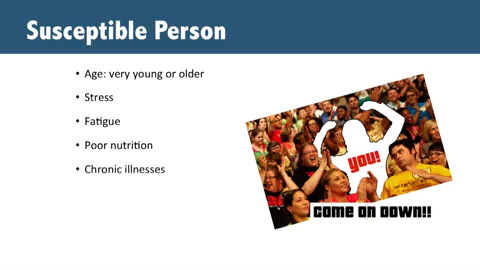 Susceptible Person
• Age: very young or older
• Stress
• Fatigue
• Poor nutrition
• Chronic illnesses
YOU!
COME ON DOWN!!